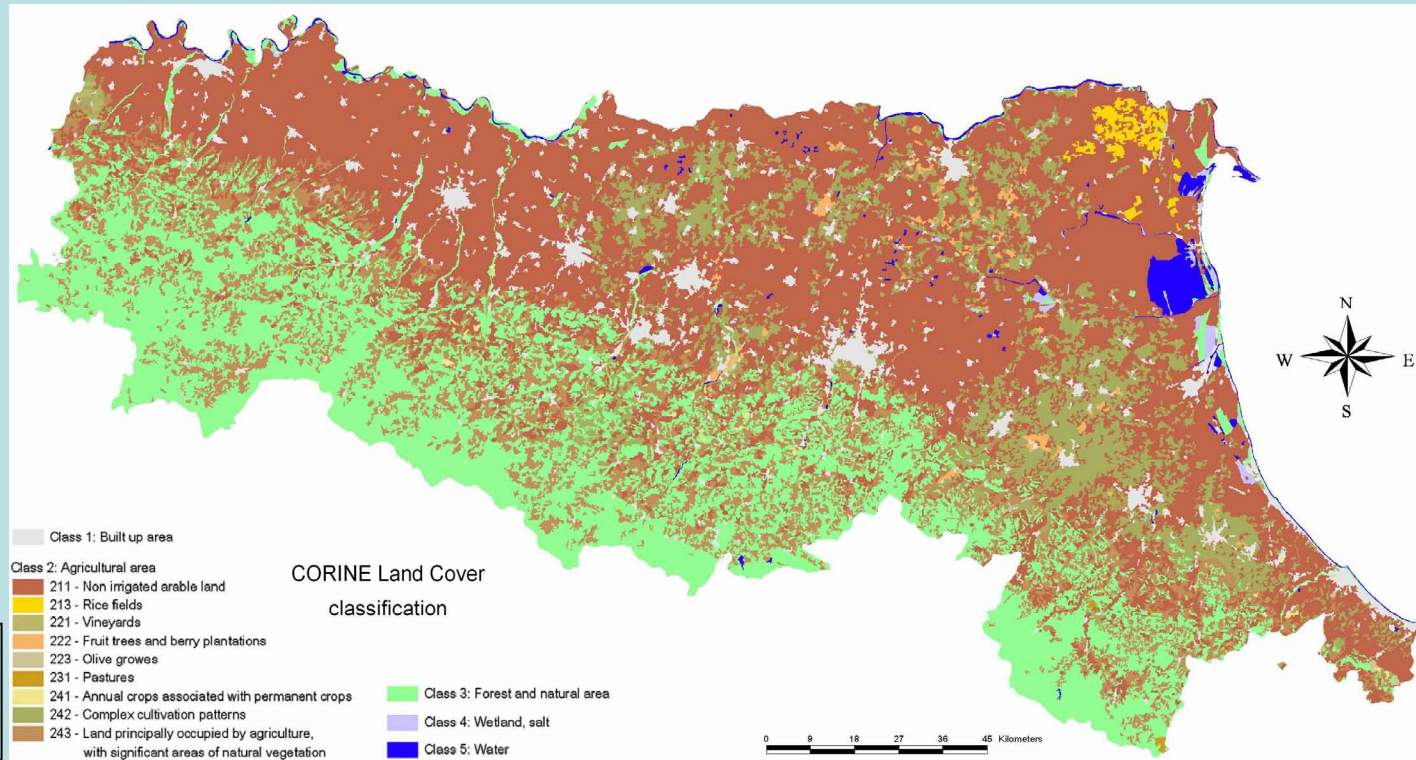 N
W
E
S
Class 1: Built up area
Class 2: Agricultural area
211 - Non irrigated arable land
213 - Rice fields
221 - Vineyards
222 - Fruit trees and berry plantations
223 - Olive growes
231 - Pastures
241 - Annual crops associated with permanent crops
242 - Complex cultivation patterns
243 - Land principally occupied by agriculture,
with significant areas of natural vegetation
CORINE Land Cover
classification
Class 3: Forest and natural area
Class 4: Wetland, salt
Class 5: Water
0 9 18 27 36 45 Kilometers